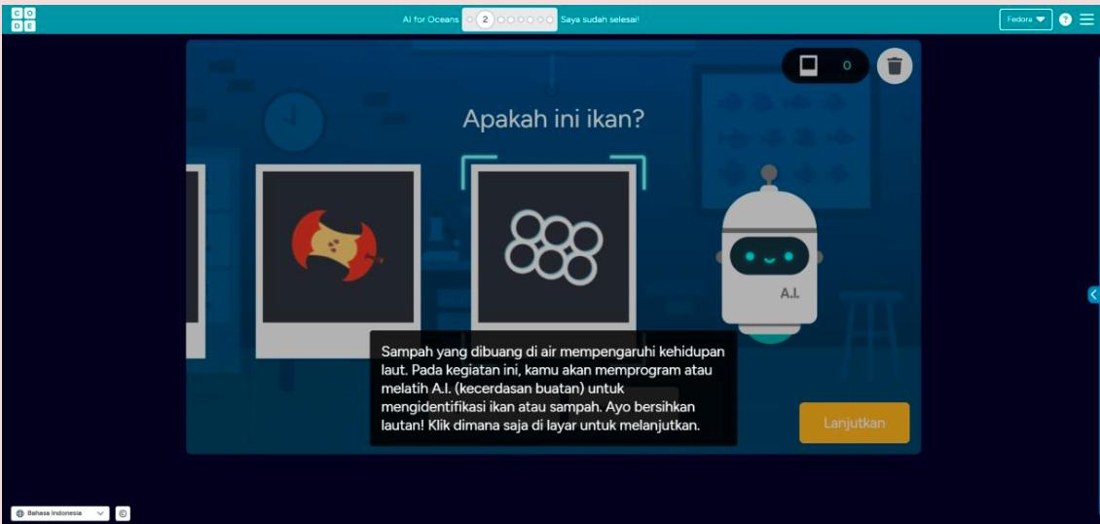 CODE
AI for Oceans 2 Saya sudah selesai!
Fedora ?
0
Apakah ini ikan?
A.I.
Sampah yang dibuang di air mempengaruhi kehidupan
laut. Pada kegiatan ini, kamu akan memprogram atau
melatih A.I. (kecerdasan buatan) untuk
mengidentifikasi ikan atau sampah. Ayo bersihkan
lautan! Klik dimana saja di layar untuk melanjutkan.
Lanjutkan
Bahasa Indonesia ©